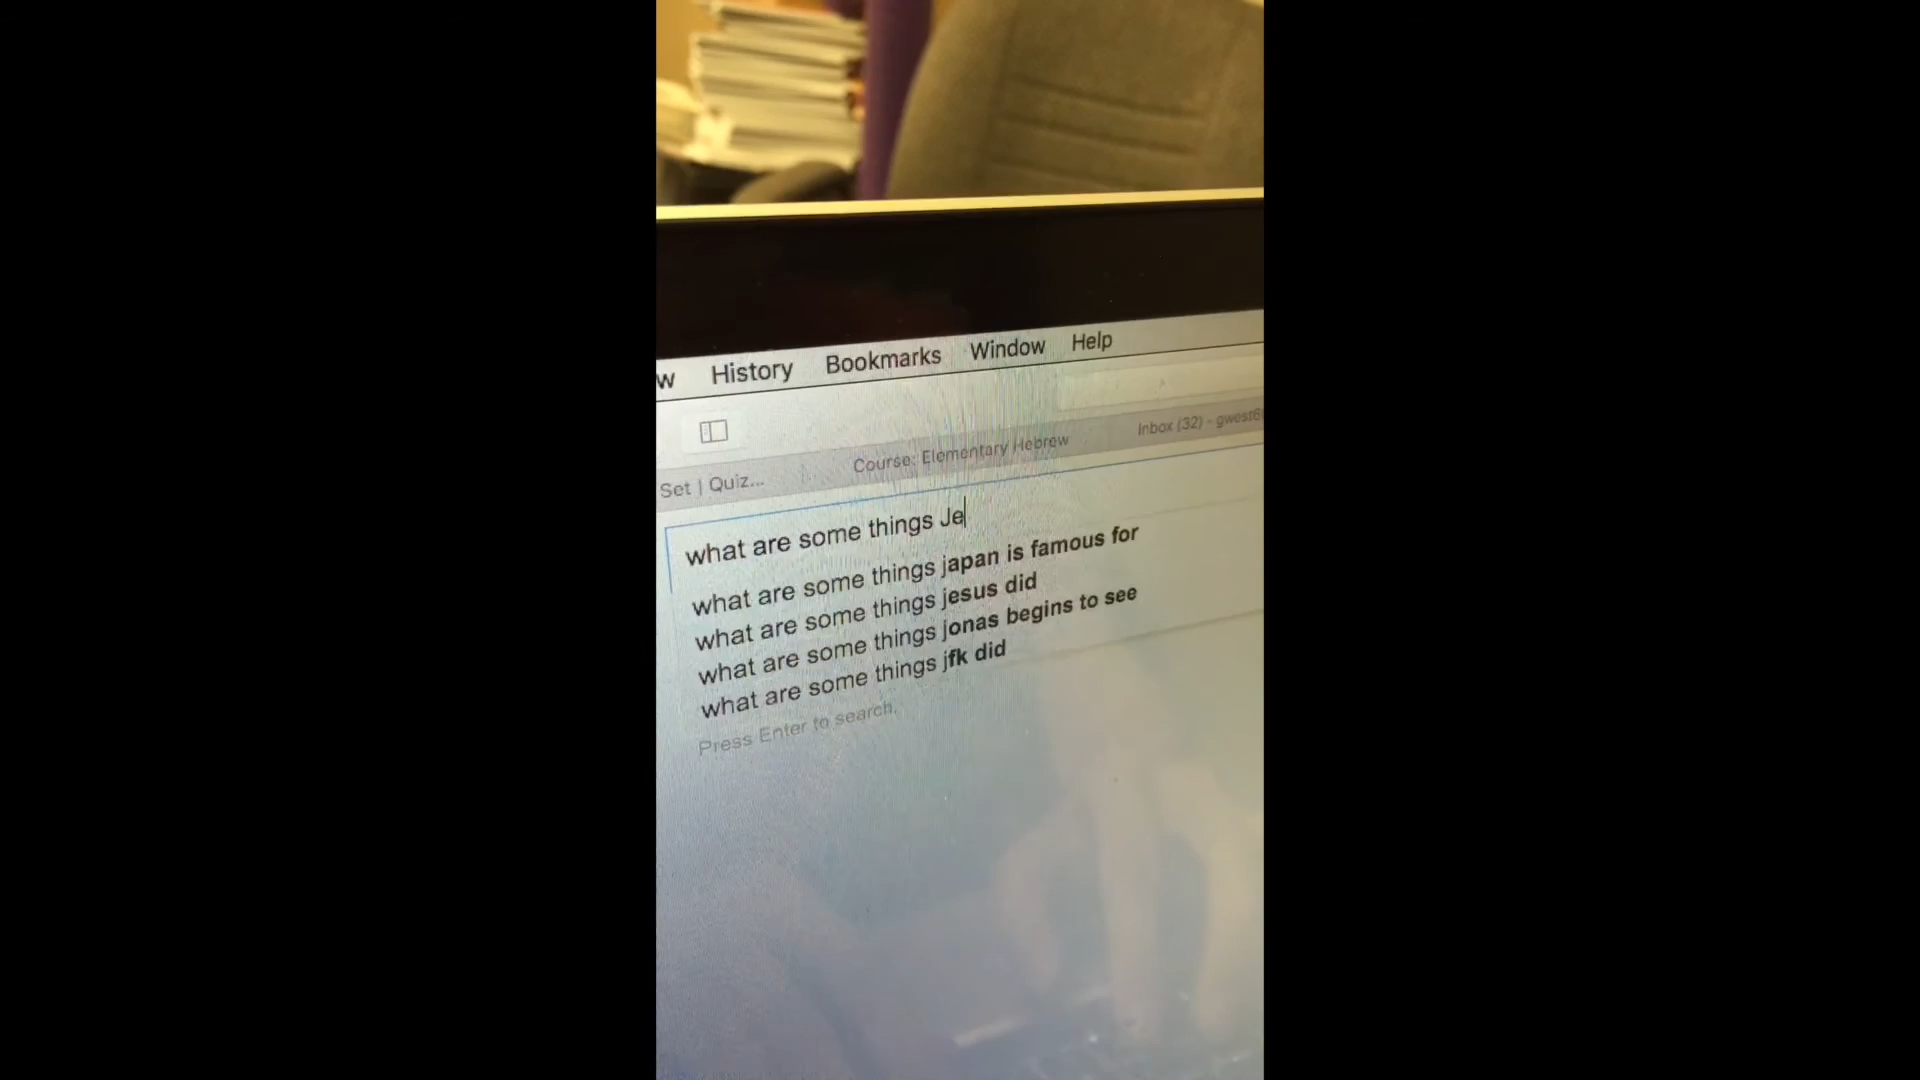 w History Bookmarks Window Help
Set | Quiz... Course: Elementary Hebrew Inbox (32) - gwest6
what are some things Je
what are some things japan is famous for
what are some things jesus did
what are some things jonas begins to see
what are some things jfk did
Press Enter to search.